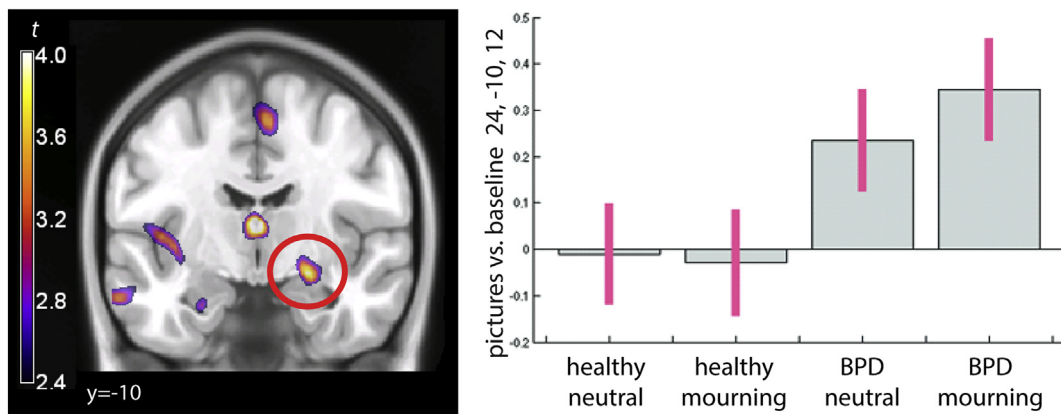 t
4.0
3.6
3.2
2.8
2.4
y=-10
pictures vs. baseline 24, -10, 12
0.5
0.4
0.3
0.2
0.1
0
-0.1
-0.2
healthy neutral
healthy mourning
BPD neutral
BPD mourning